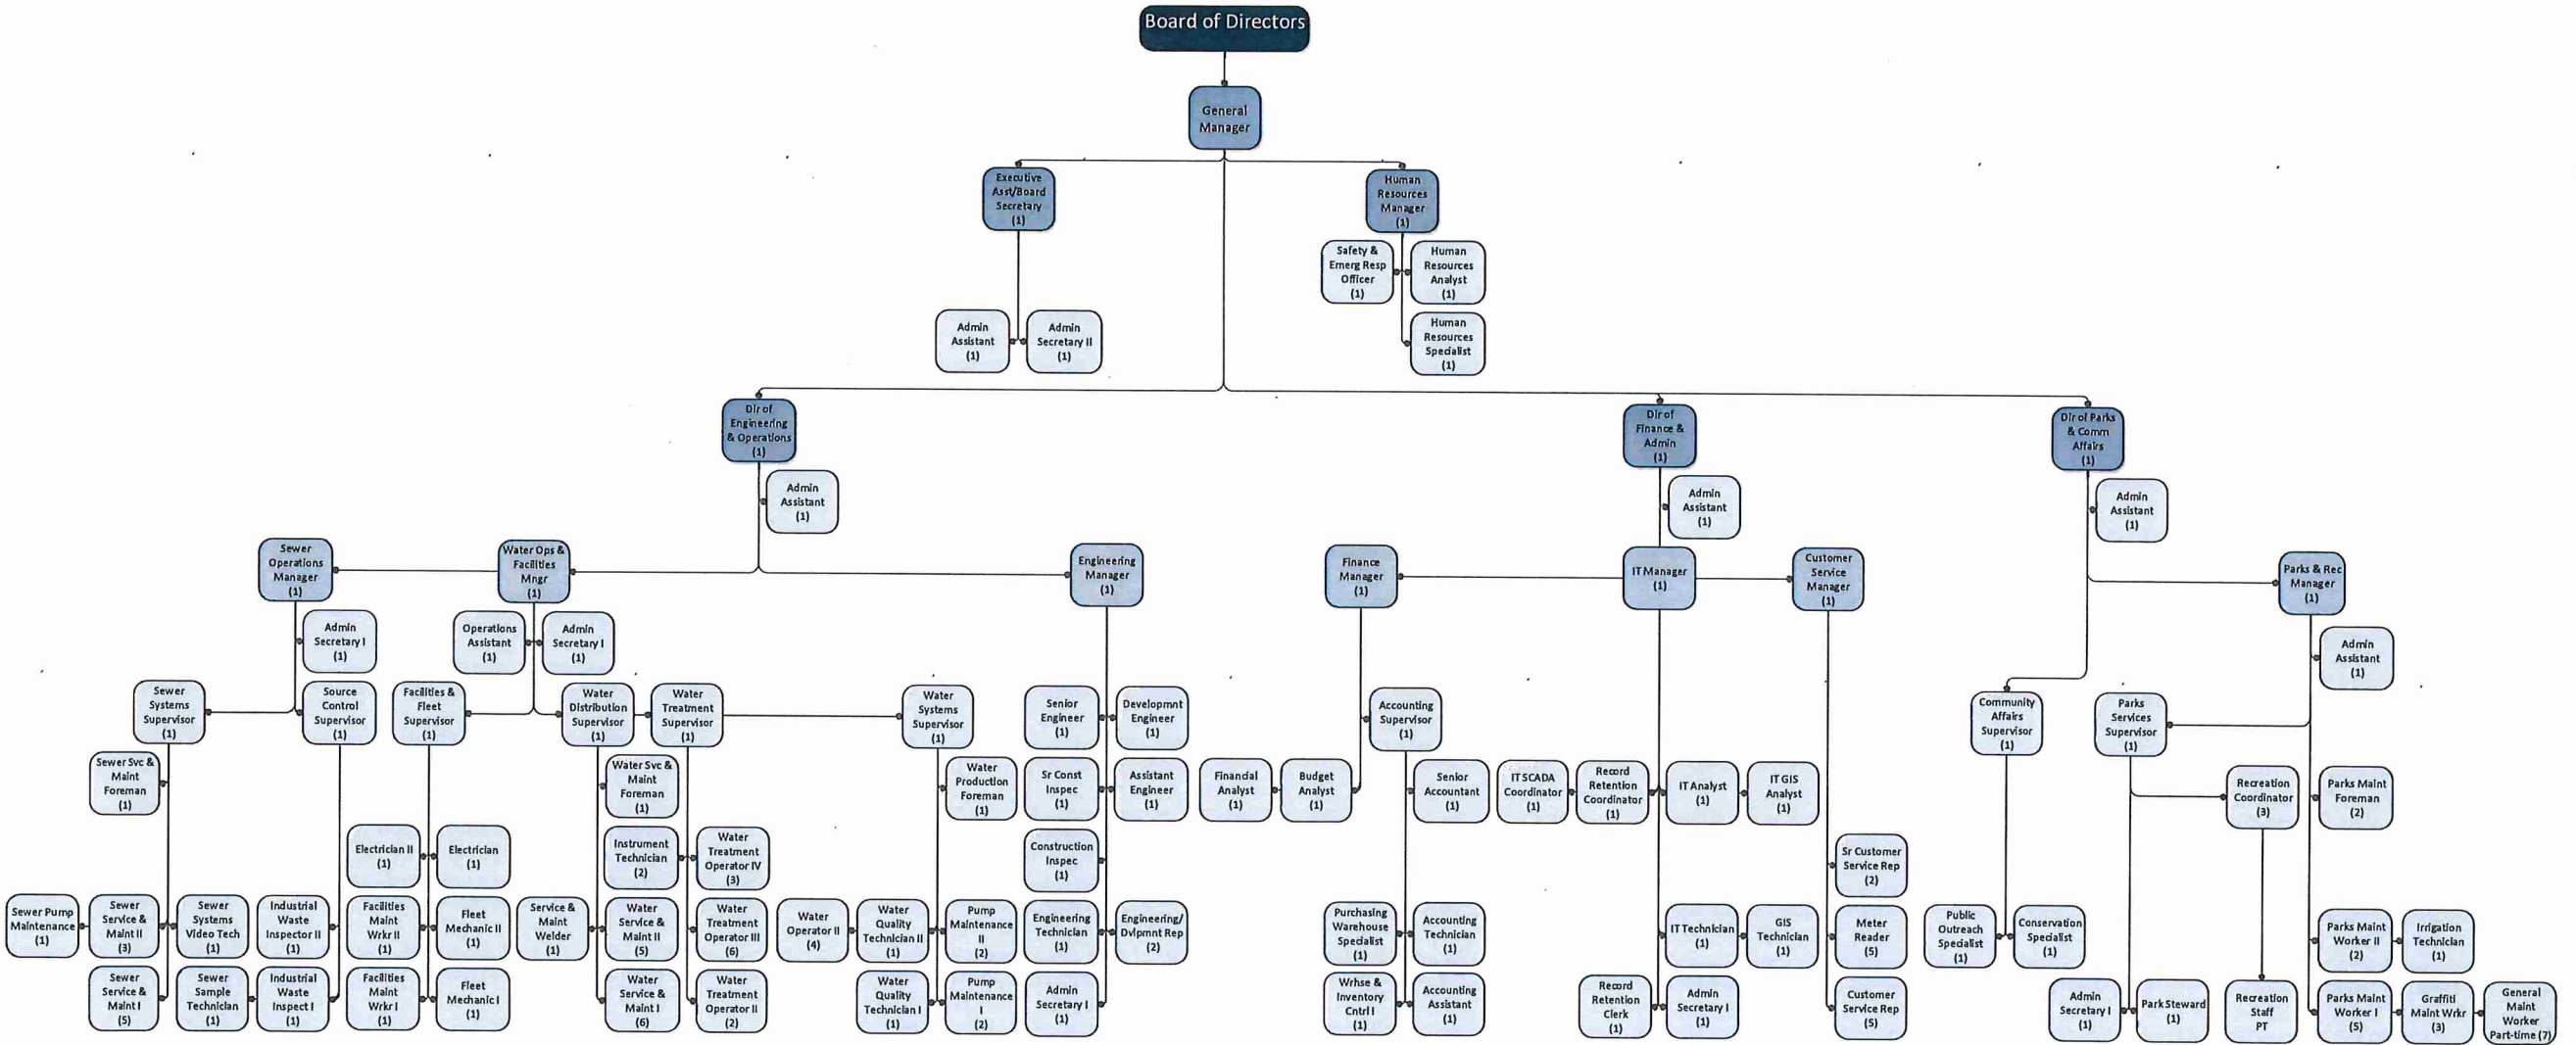 Board of Directors
General
Manager
Executive
Asst/Board
Secretary
(1)
Human
Resources
Manager
(1)
Safety &
Emerg Resp
Officer
(1)
Human
Resources
Analyst
(1)
Admin
Assistant
(1)
Admin
Secretary II
(1)
Human
Resources
Specialist
(1)
Dir of
Engineering
& Operations
(1)
Dir of
Finance &
Admin
(1)
Dir of Parks
& Comm
Affairs
(1)
Admin
Assistant
(1)
Admin
Assistant
(1)
Admin
Assistant
(1)
Sewer
Operations
Manager
(1)
Water Ops &
Facilities
Mngr
(1)
Engineering
Manager
(1)
Finance
Manager
(1)
IT Manager
(1)
Customer
Service
Manager
(1)
Parks & Rec
Manager
(1)
Admin
Secretary I
(1)
Operations
Assistant
(1)
Admin
Secretary I
(1)
Admin
Assistant
(1)
Sewer
Systems
Supervisor
(1)
Source
Control
Supervisor
(1)
Facilities &
Fleet
Supervisor
(1)
Water
Distribution
Supervisor
(1)
Water
Treatment
Supervisor
(1)
Water
Systems
Supervisor
(1)
Senior
Engineer
(1)
Developmnt
Engineer
(1)
Accounting
Supervisor
(1)
Community
Affairs
Supervisor
(1)
Parks
Services
Supervisor
(1)
Sewer Svc &
Maint
Foreman
(1)
Water Svc &
Maint
Foreman
(1)
Water
Production
Foreman
(1)
Sr Const
Inspec
(1)
Assistant
Engineer
(1)
Financial
Analyst
(1)
Budget
Analyst
(1)
Senior
Accountant
(1)
IT SCADA
Coordinator
(1)
Record
Retention
Coordinator
(1)
IT Analyst
(1)
IT GIS
Analyst
(1)
Recreation
Coordinator
(3)
Parks Maint
Foreman
(2)
Electrician II
(1)
Electrician
(1)
Instrument
Technician
(2)
Water
Treatment
Operator IV
(3)
Construction
Inspec
(1)
Sr Customer
Service Rep
(2)
Sewer Pump
Maintenance
(1)
Sewer
Service &
Maint II
(3)
Sewer
Systems
Video Tech
(1)
Industrial
Waste
Inspector II
(1)
Facilities
Maint
Wrkr II
(1)
Fleet
Mechanic II
(1)
Service &
Maint
Welder
(1)
Water
Service &
Maint II
(5)
Water
Treatment
Operator III
(6)
Water
Operator II
(4)
Water
Quality
Technician II
(1)
Pump
Maintenance
II
(2)
Engineering
Technician
(1)
Engineering/
Dvlpmnt Rep
(2)
Purchasing
Warehouse
Specialist
(1)
Accounting
Technician
(1)
IT Technician
(1)
GIS
Technician
(1)
Meter
Reader
(5)
Public
Outreach
Specialist
(1)
Conservation
Specialist
(1)
Parks Maint
Worker II
(2)
Irrigation
Technician
(1)
Sewer
Service &
Maint I
(5)
Sewer
Sample
Technician
(1)
Industrial
Waste
Inspect I
(1)
Facilities
Maint
Wrkr I
(1)
Fleet
Mechanic I
(1)
Water
Service &
Maint I
(6)
Water
Treatment
Operator II
(2)
Water
Quality
Technician I
(1)
Pump
Maintenance
I
(2)
Admin
Secretary I
(1)
Wrhse &
Inventory
Cntrl I
(1)
Accounting
Assistant
(1)
Record
Retention
Clerk
(1)
Admin
Secretary I
(1)
Customer
Service Rep
(5)
Admin
Secretary I
(1)
Park Steward
(1)
Recreation
Staff
PT
Parks Maint
Worker I
(5)
Graffiti
Maint Wrkr
(3)
General
Maint
Worker
Part-time (7)